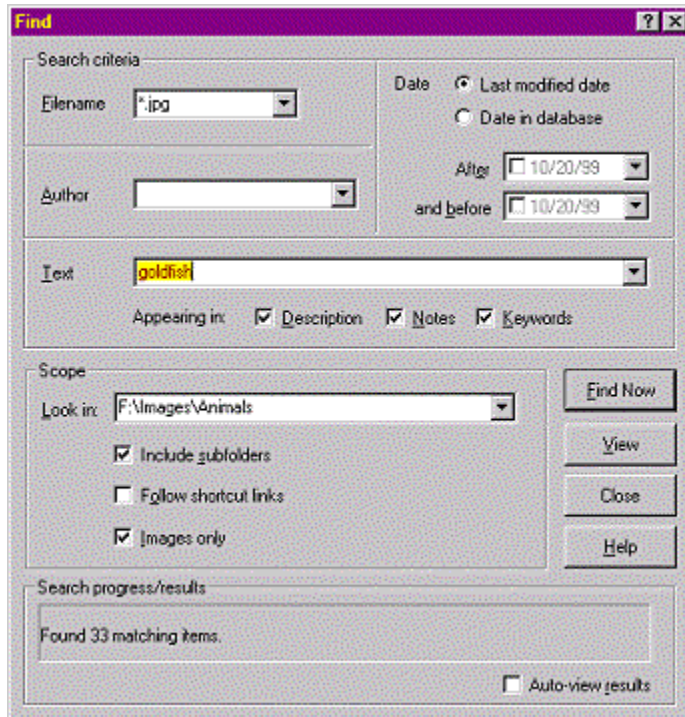 Find
Search criteria
Filename *.jpg
Date Last modified date
Date in database
After 10/20/99
and before 10/20/99
Author
Text goldfish
Appearing in: Description Notes Keywords
Scope
Look in: F:\Images\Animals
Include subfolders
Follow shortcut links
Images only
Find Now
View
Close
Help
Search progress/results
Found 33 matching items.
Auto-view results